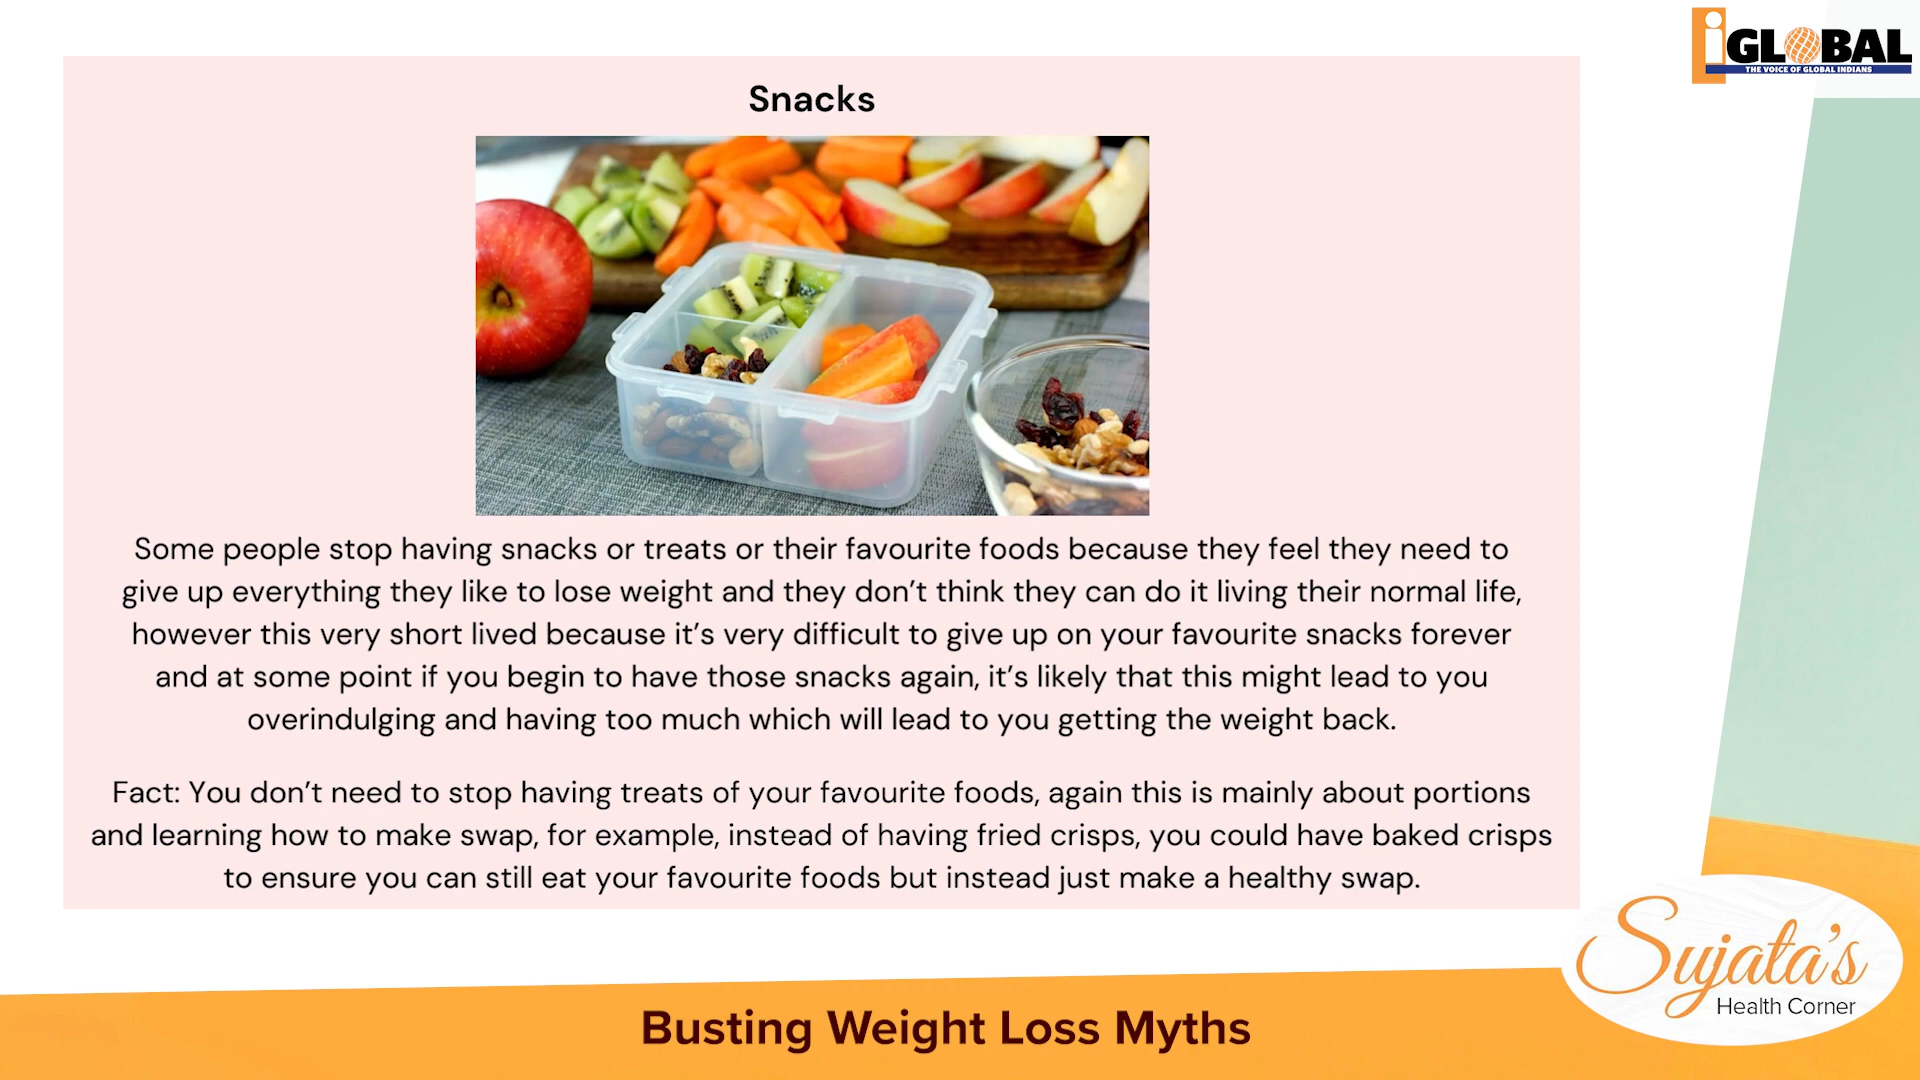 iGLOBAL
THE VOICE OF GLOBAL INDIANS
Snacks
Some people stop having snacks or treats or their favourite foods because they feel they need to
give up everything they like to lose weight and they don’t think they can do it living their normal life,
however this very short lived because it’s very difficult to give up on your favourite snacks forever
and at some point if you begin to have those snacks again, it’s likely that this might lead to you
overindulging and having too much which will lead to you getting the weight back.
Fact: You don’t need to stop having treats of your favourite foods, again this is mainly about portions
and learning how to make swap, for example, instead of having fried crisps, you could have baked crisps
to ensure you can still eat your favourite foods but instead just make a healthy swap.
Sujata’s
Health Corner
Busting Weight Loss Myths